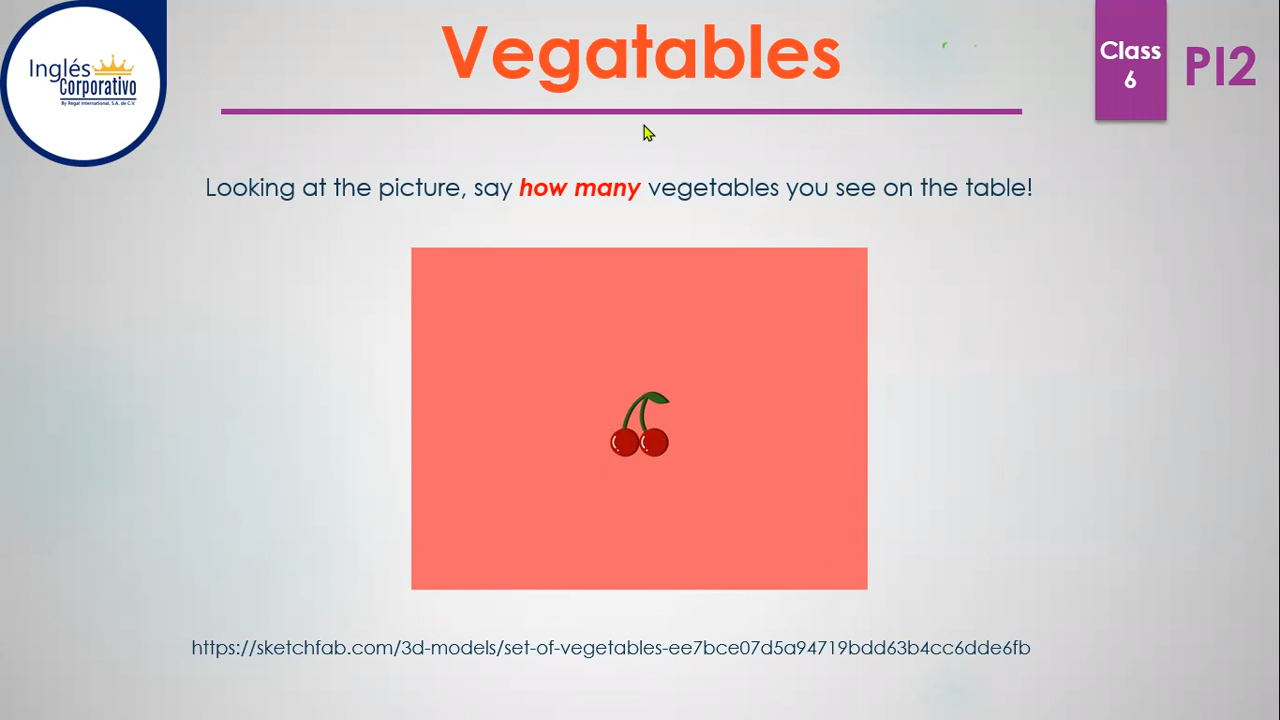 Inglés
Corporativo
By Regal International, S.A. de C.V.
Vegatables
Class
6
PI2
Looking at the picture, say how many vegetables you see on the table!
https://sketchfab.com/3d-models/set-of-vegetables-ee7bce07d5a94719bdd63b4cc6dde6fb